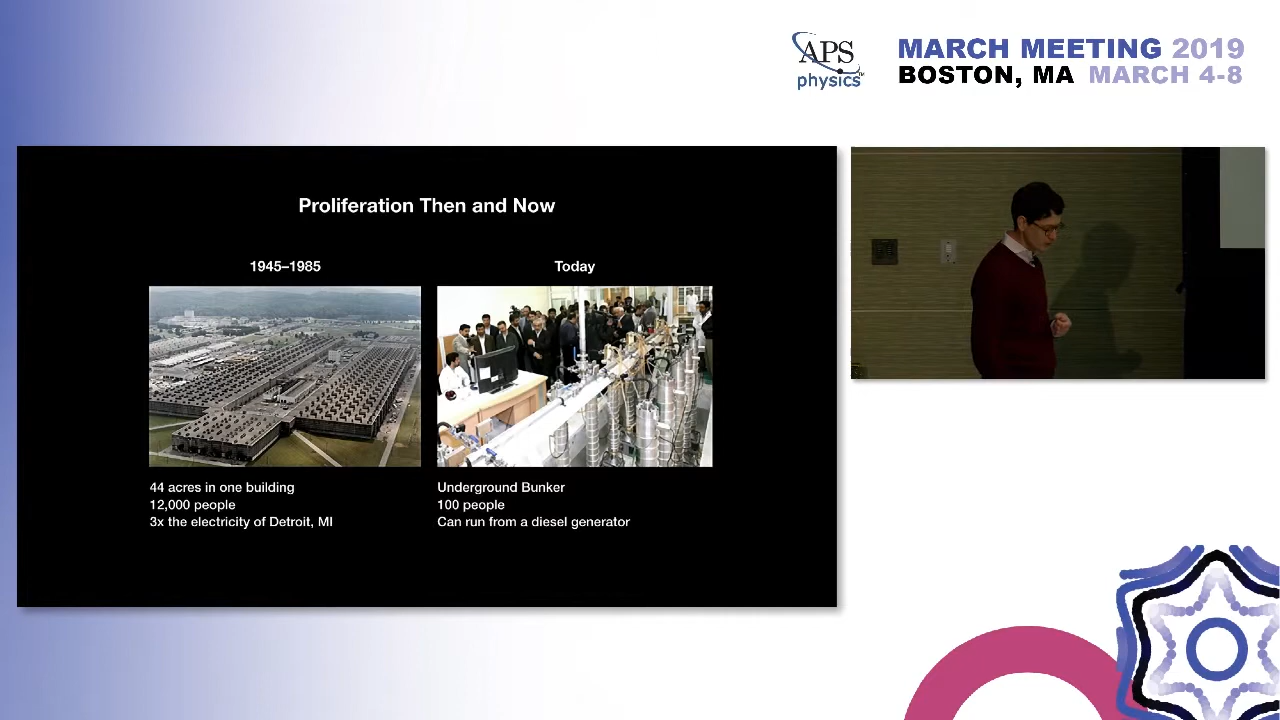 APS
physics
MARCH MEETING 2019
BOSTON, MA MARCH 4-8
Proliferation Then and Now
1945–1985
Today
44 acres in one building
12,000 people
3x the electricity of Detroit, MI
Underground Bunker
100 people
Can run from a diesel generator